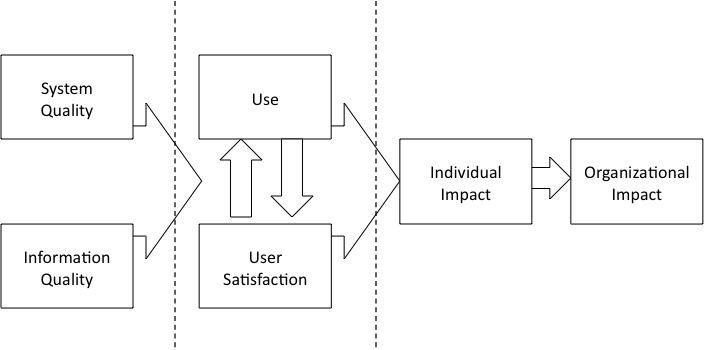 System
Quality
Use
Individual
Impact
Organizational
Impact
Information
Quality
User
Satisfaction